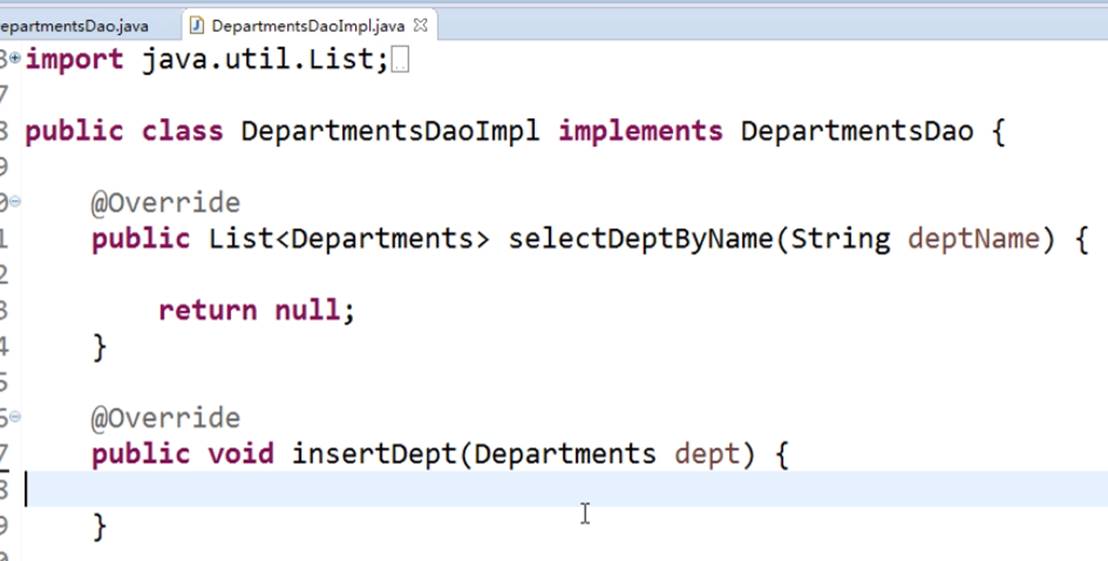 epartmentsDao.java
DepartmentsDaoImpl.java
3 import java.util.List;
7
8 public class DepartmentsDaoImpl implements DepartmentsDao {
9
0 @Override
1 public List<Departments> selectDeptByName(String deptName) {
2
3 return null;
4 }
5
6 @Override
7 public void insertDept(Departments dept) {
8
9 }
0